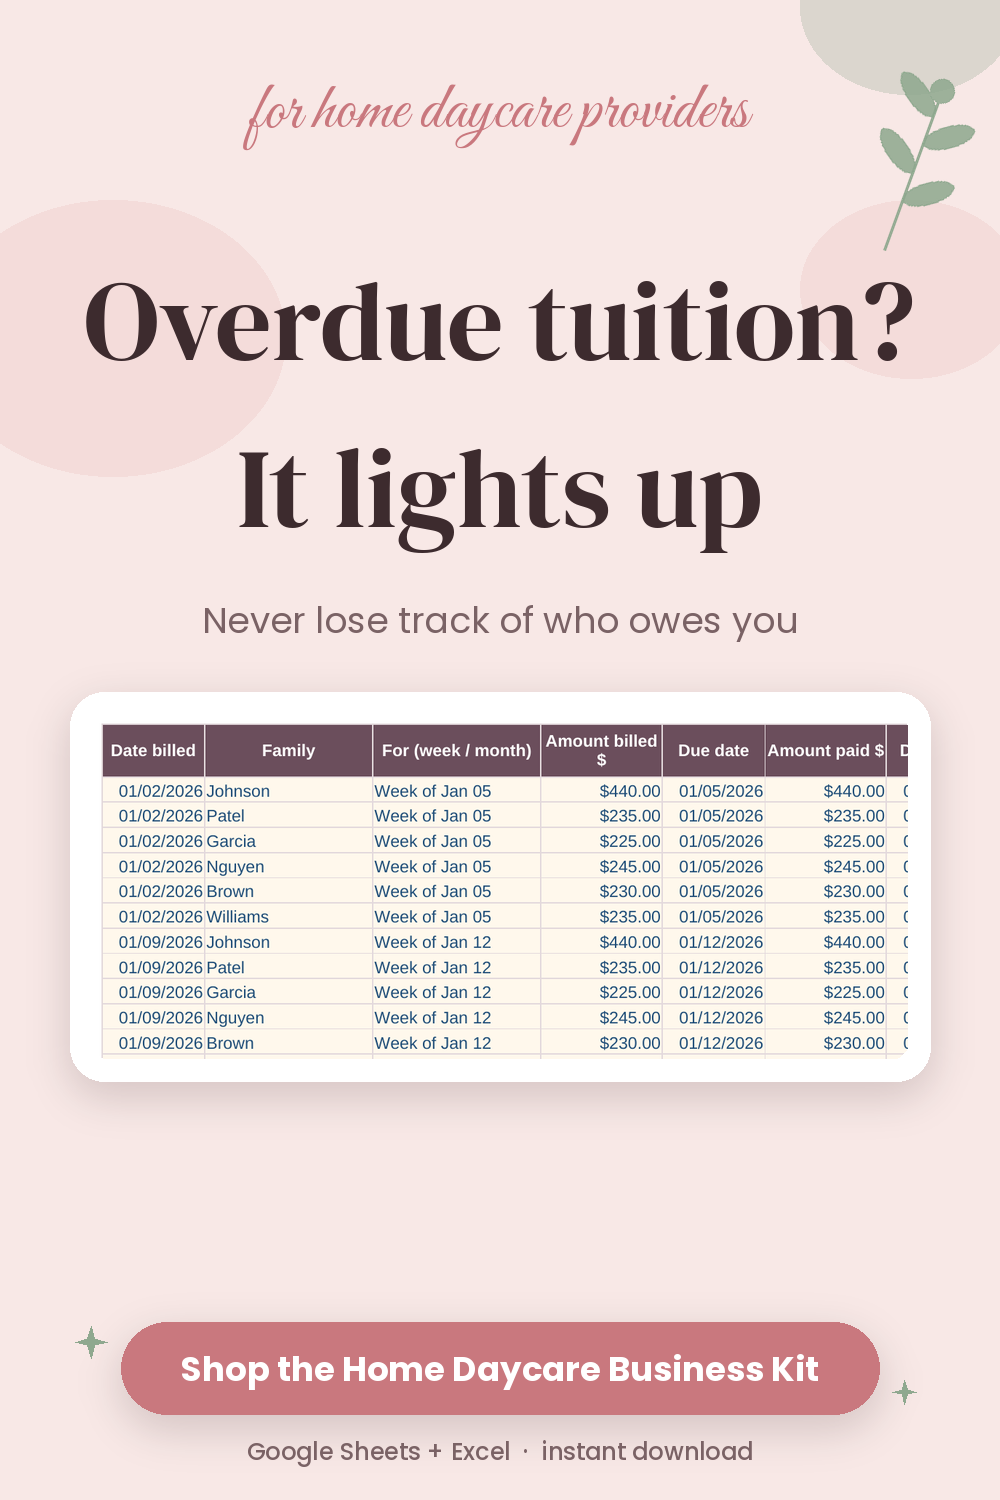 for home daycare providers
Overdue tuition?
It lights up
Never lose track of who owes you
Date billed Family For (week / month) Amount billed $ Due date Amount paid $ D
01/02/2026 Johnson Week of Jan 05 $440.00 01/05/2026 $440.00
01/02/2026 Patel Week of Jan 05 $235.00 01/05/2026 $235.00
01/02/2026 Garcia Week of Jan 05 $225.00 01/05/2026 $225.00
01/02/2026 Nguyen Week of Jan 05 $245.00 01/05/2026 $245.00
01/02/2026 Brown Week of Jan 05 $230.00 01/05/2026 $230.00
01/02/2026 Williams Week of Jan 05 $235.00 01/05/2026 $235.00
01/09/2026 Johnson Week of Jan 12 $440.00 01/12/2026 $440.00
01/09/2026 Patel Week of Jan 12 $235.00 01/12/2026 $235.00
01/09/2026 Garcia Week of Jan 12 $225.00 01/12/2026 $225.00
01/09/2026 Nguyen Week of Jan 12 $245.00 01/12/2026 $245.00
01/09/2026 Brown Week of Jan 12 $230.00 01/12/2026 $230.00
Shop the Home Daycare Business Kit
Google Sheets + Excel · instant download